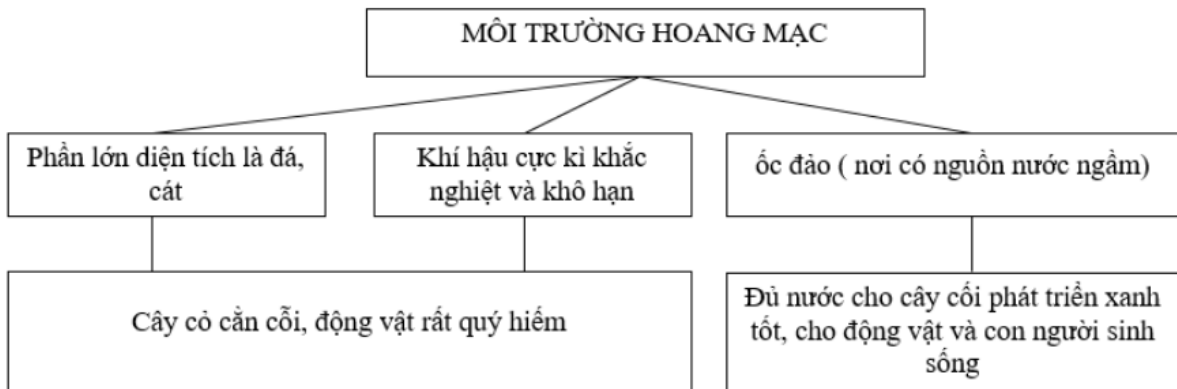 MÔI TRƯỜNG HOANG MẠC
Phần lớn diện tích là đá,
cát
Khí hậu cực kì khắc
nghiệt và khô hạn
ốc đảo ( nơi có nguồn nước ngầm)
Cây cỏ cằn cỗi, động vật rất quý hiếm
Đủ nước cho cây cối phát triển xanh
tốt, cho động vật và con người sinh
sống